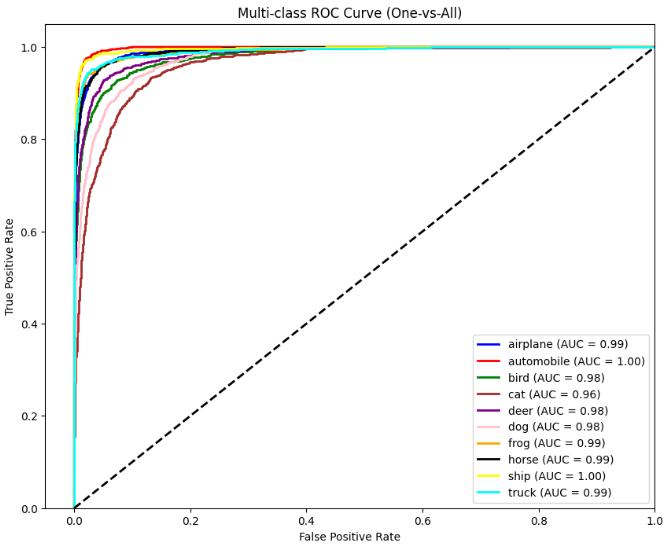 Multi-class ROC Curve (One-vs-All)
True Positive Rate
1.0
0.8
0.6
0.4
0.2
0.0
airplane (AUC = 0.99)
automobile (AUC = 1.00)
bird (AUC = 0.98)
cat (AUC = 0.96)
deer (AUC = 0.98)
dog (AUC = 0.98)
frog (AUC = 0.99)
horse (AUC = 0.99)
ship (AUC = 1.00)
truck (AUC = 0.99)
0.0 0.2 0.4 0.6 0.8 1.0
False Positive Rate